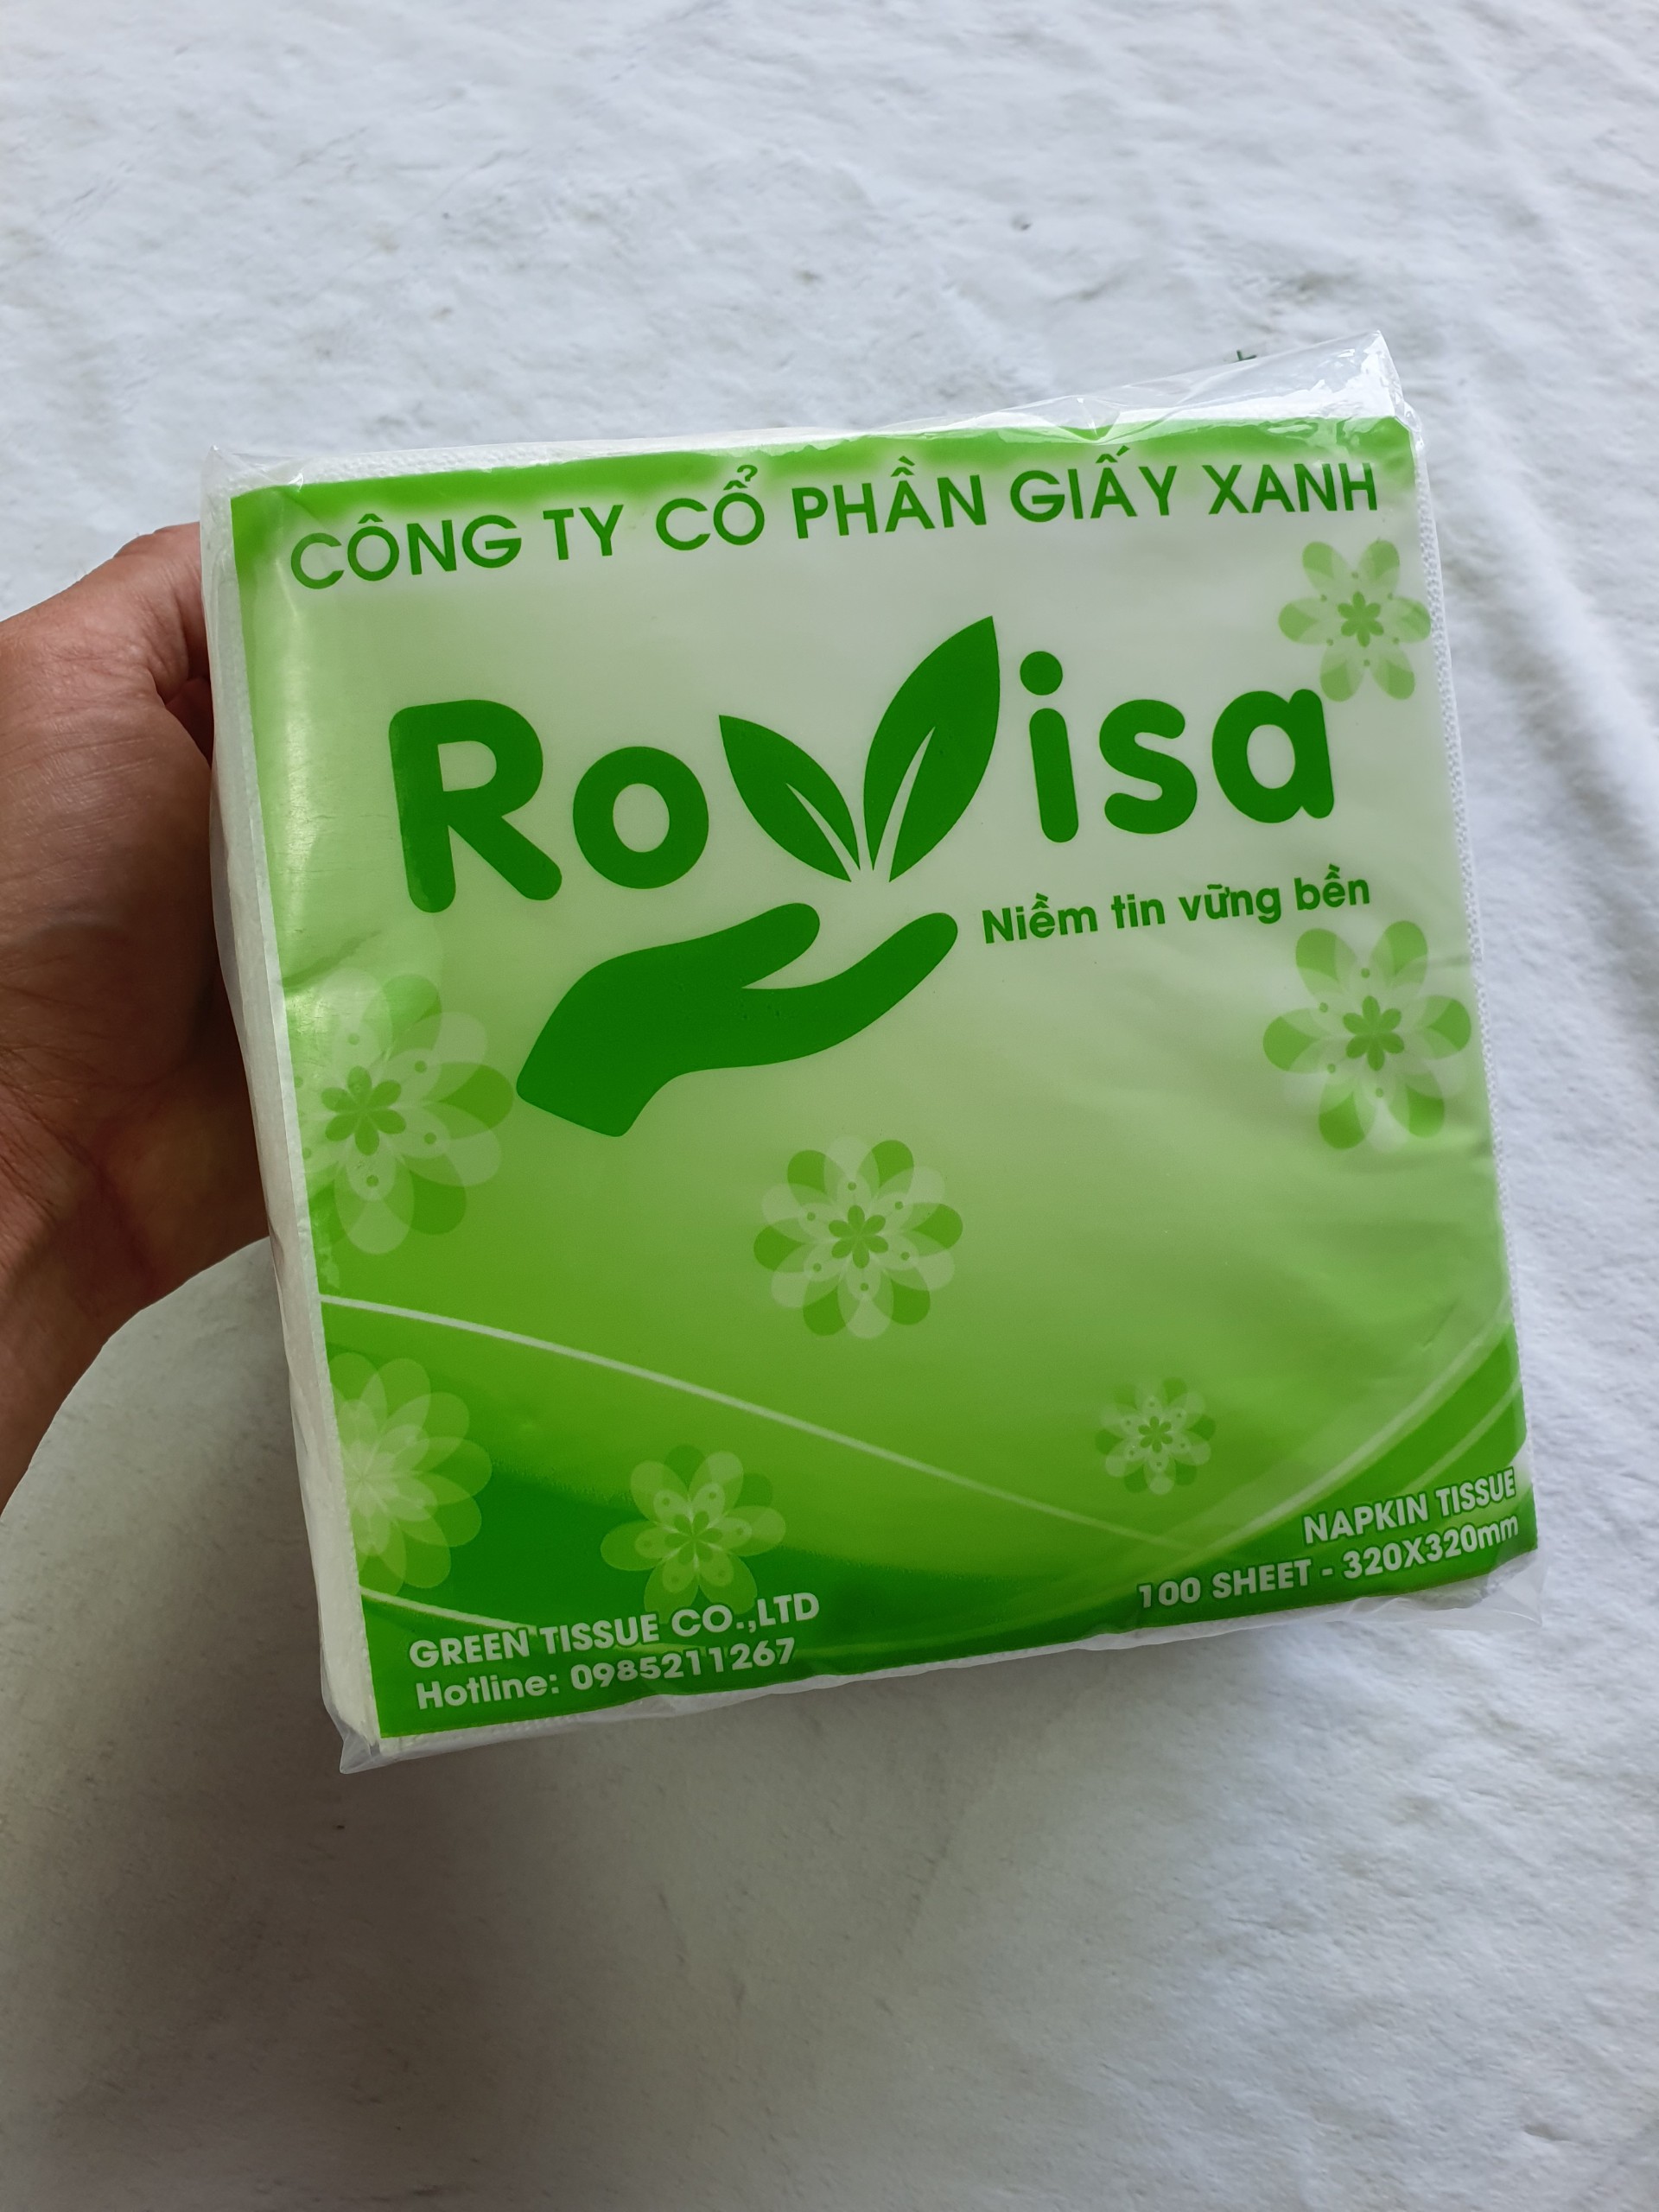 CÔNG TY CỔ PHẦN GIẤY XANH
Rovisa
Niềm tin vững bền
NAPKIN TISSUE
100 SHEET - 320X320mm
GREEN TISSUE CO.,LTD
Hotline: 0985211267